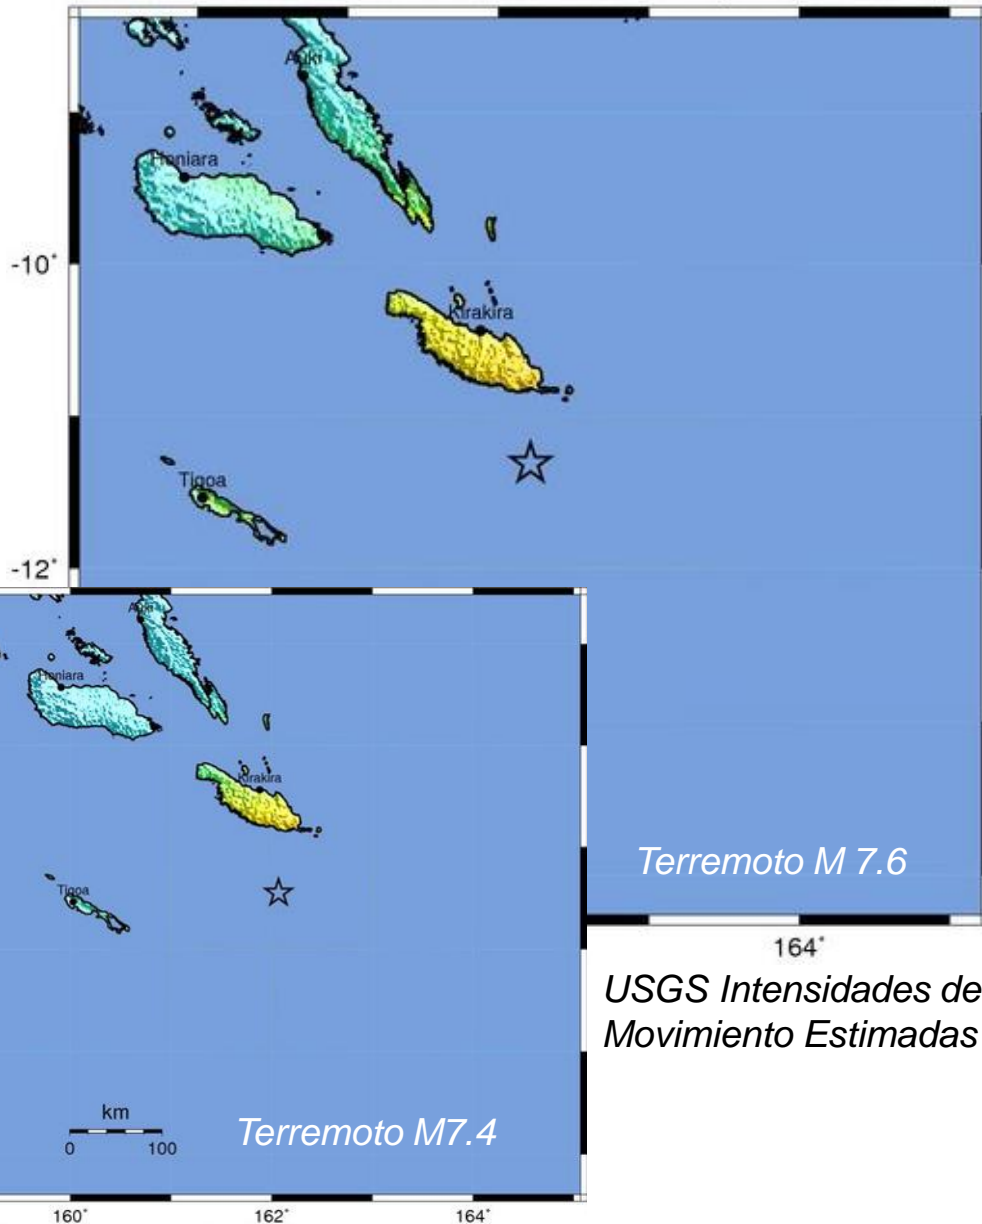 Auki
Honiara
-10°
Kirakira
Tigoa
-12°
Terremoto M 7.6
164°
USGS Intensidades de
Movimiento Estimadas
Auki
Honiara
Kirakira
Tigoa
km
0 100
Terremoto M7.4
160° 162° 164°